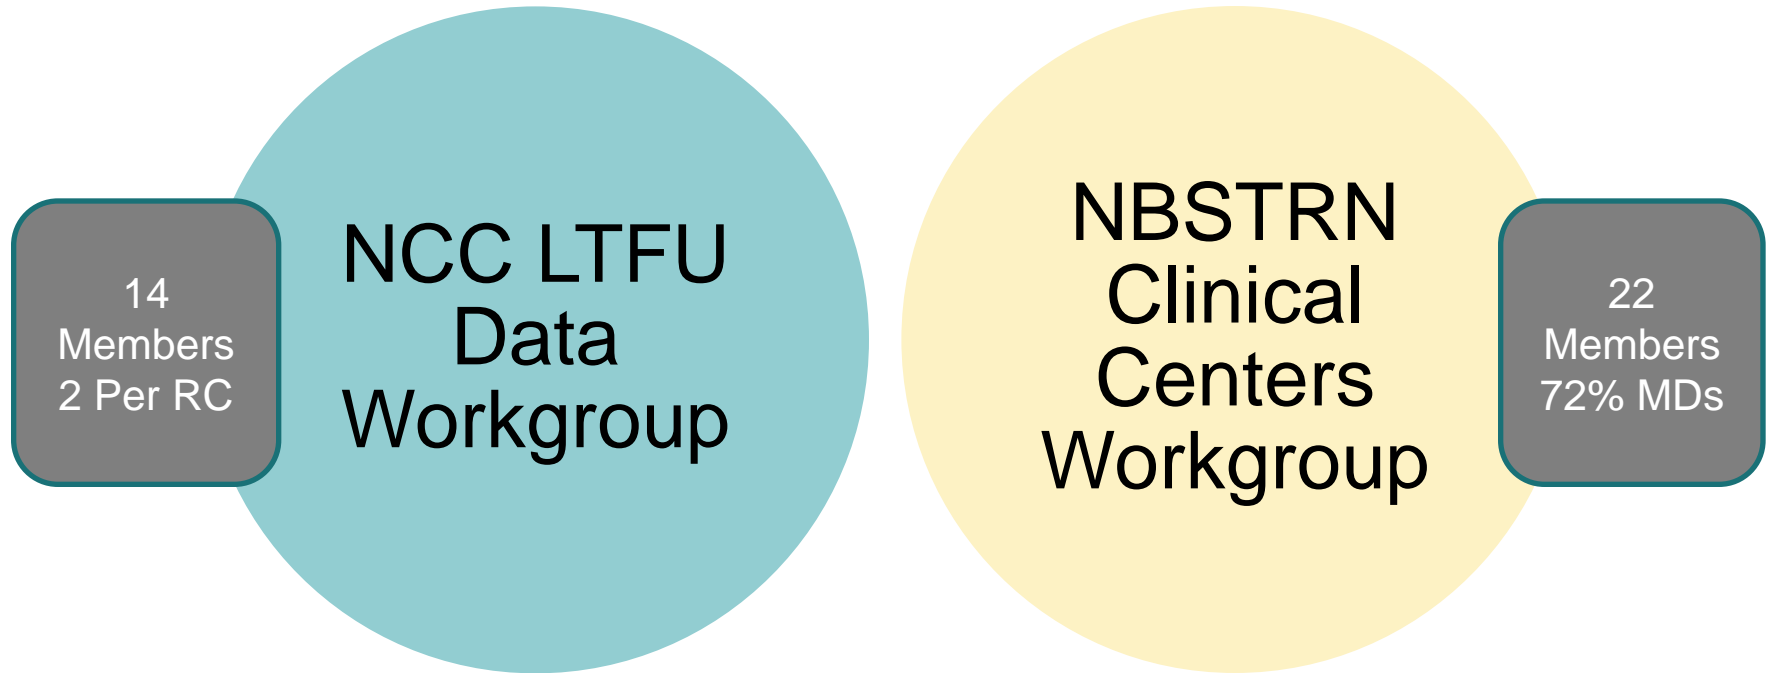 14
Members
2 Per RC
NCC LTFU
Data
Workgroup
NBSTRN
Clinical
Centers
Workgroup
22
Members
72% MDs